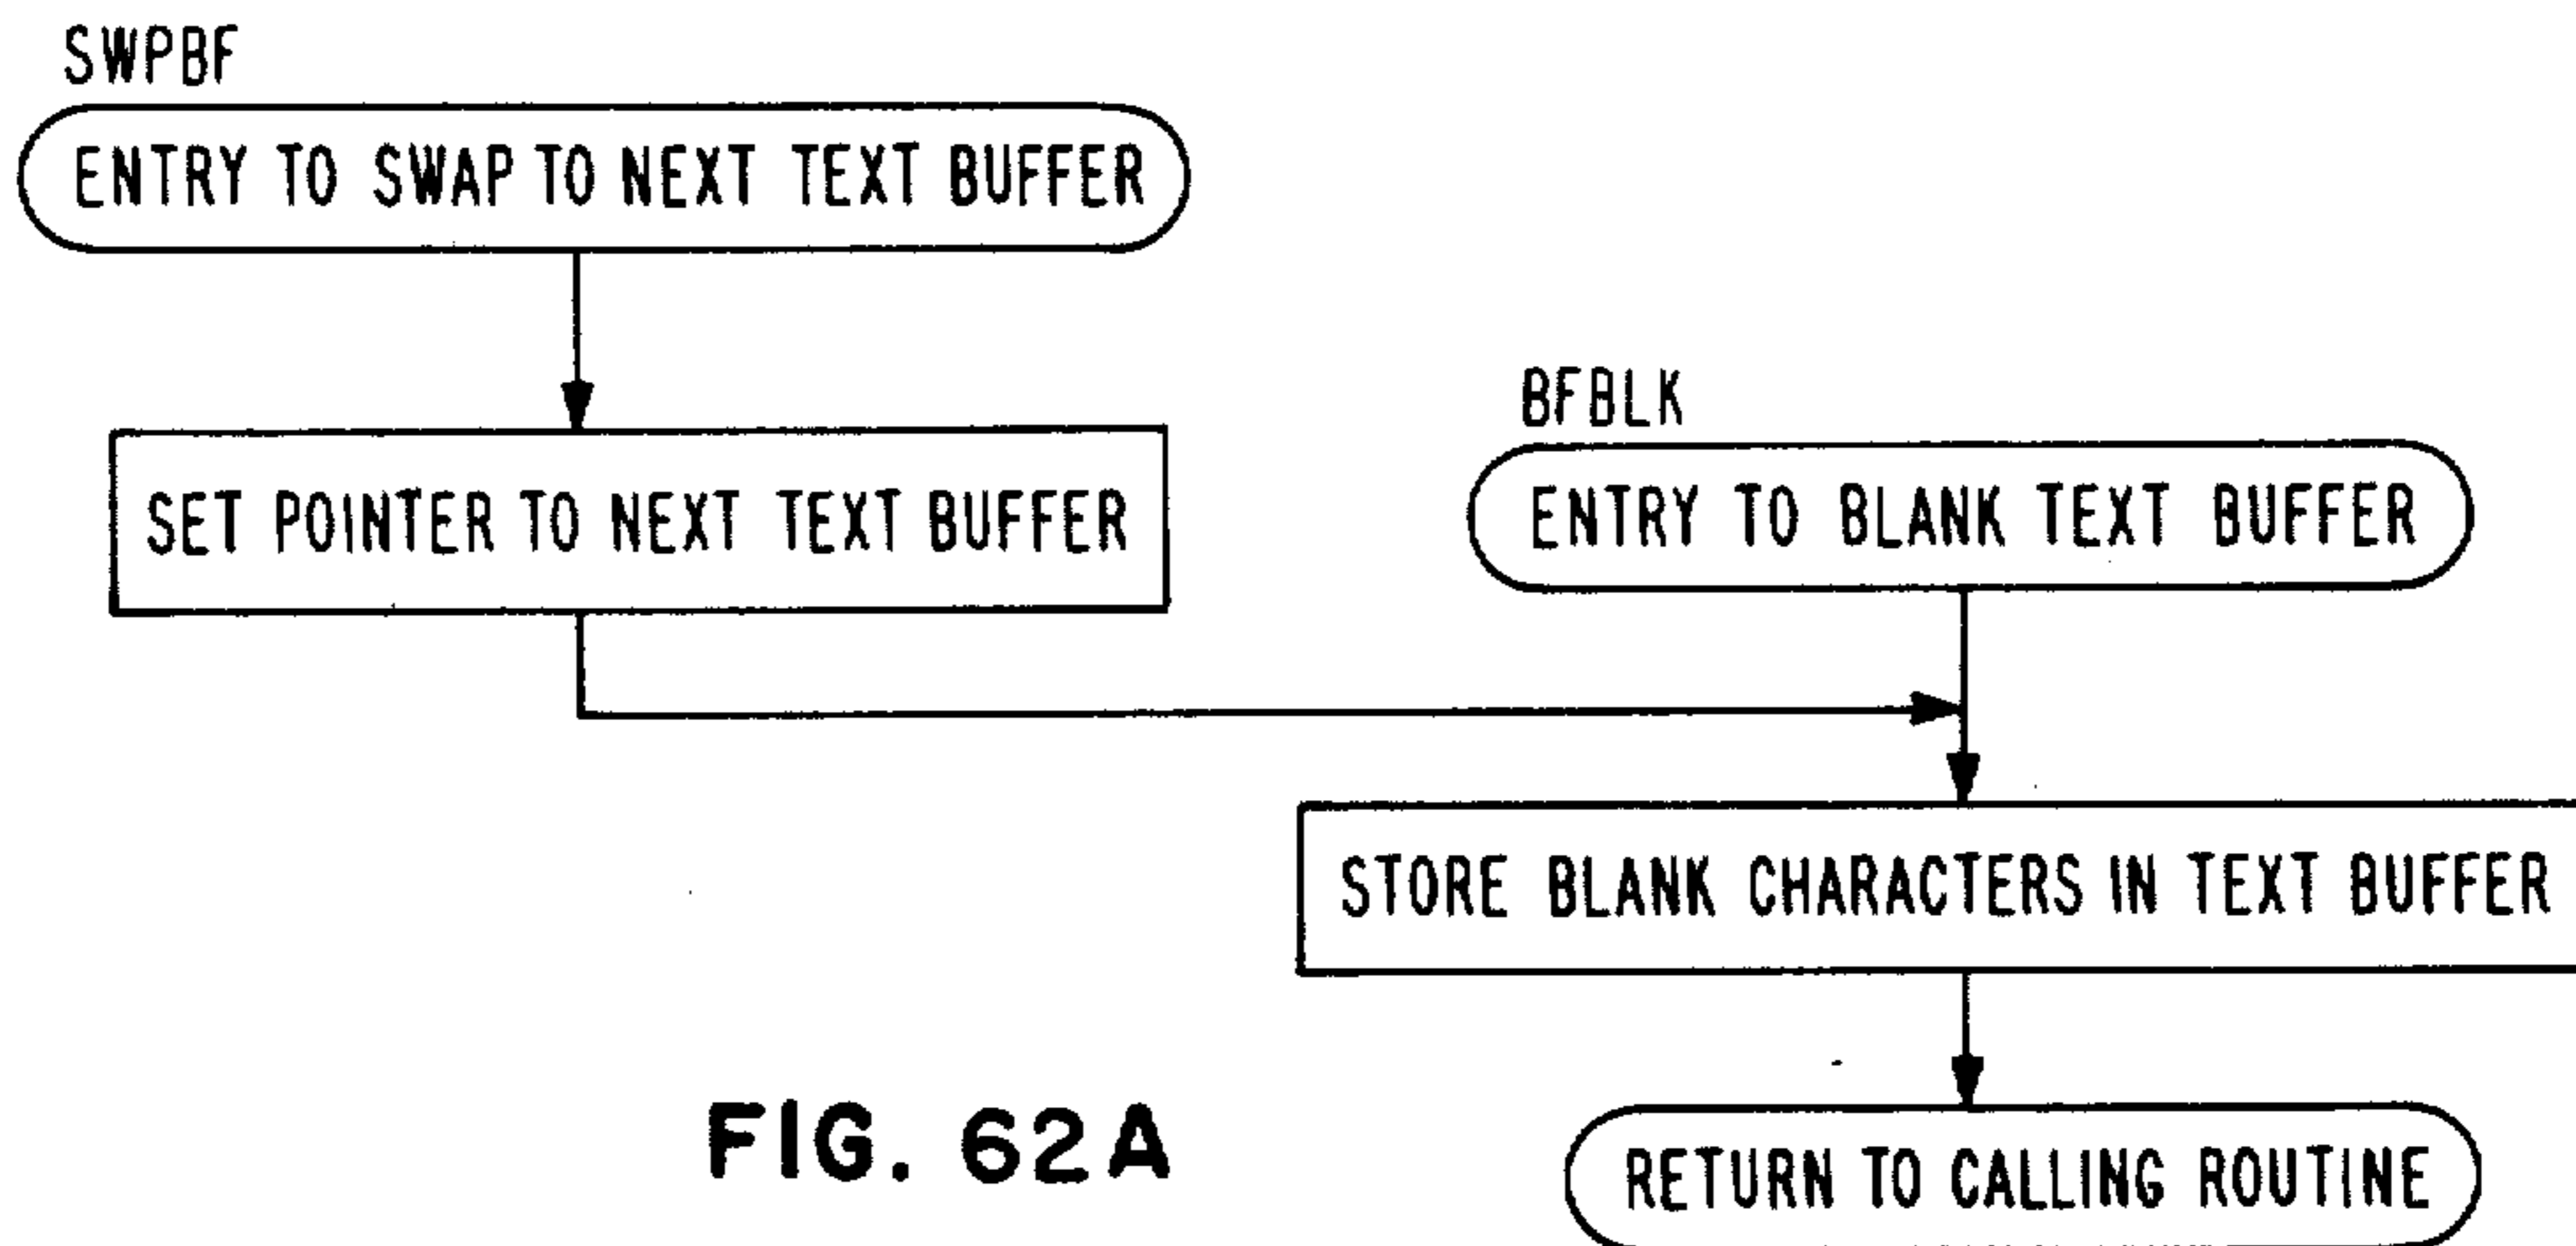 SWPBF
ENTRY TO SWAP TO NEXT TEXT BUFFER
SET POINTER TO NEXT TEXT BUFFER
BFBLK
ENTRY TO BLANK TEXT BUFFER
STORE BLANK CHARACTERS IN TEXT BUFFER
RETURN TO CALLING ROUTINE
FIG. 62A